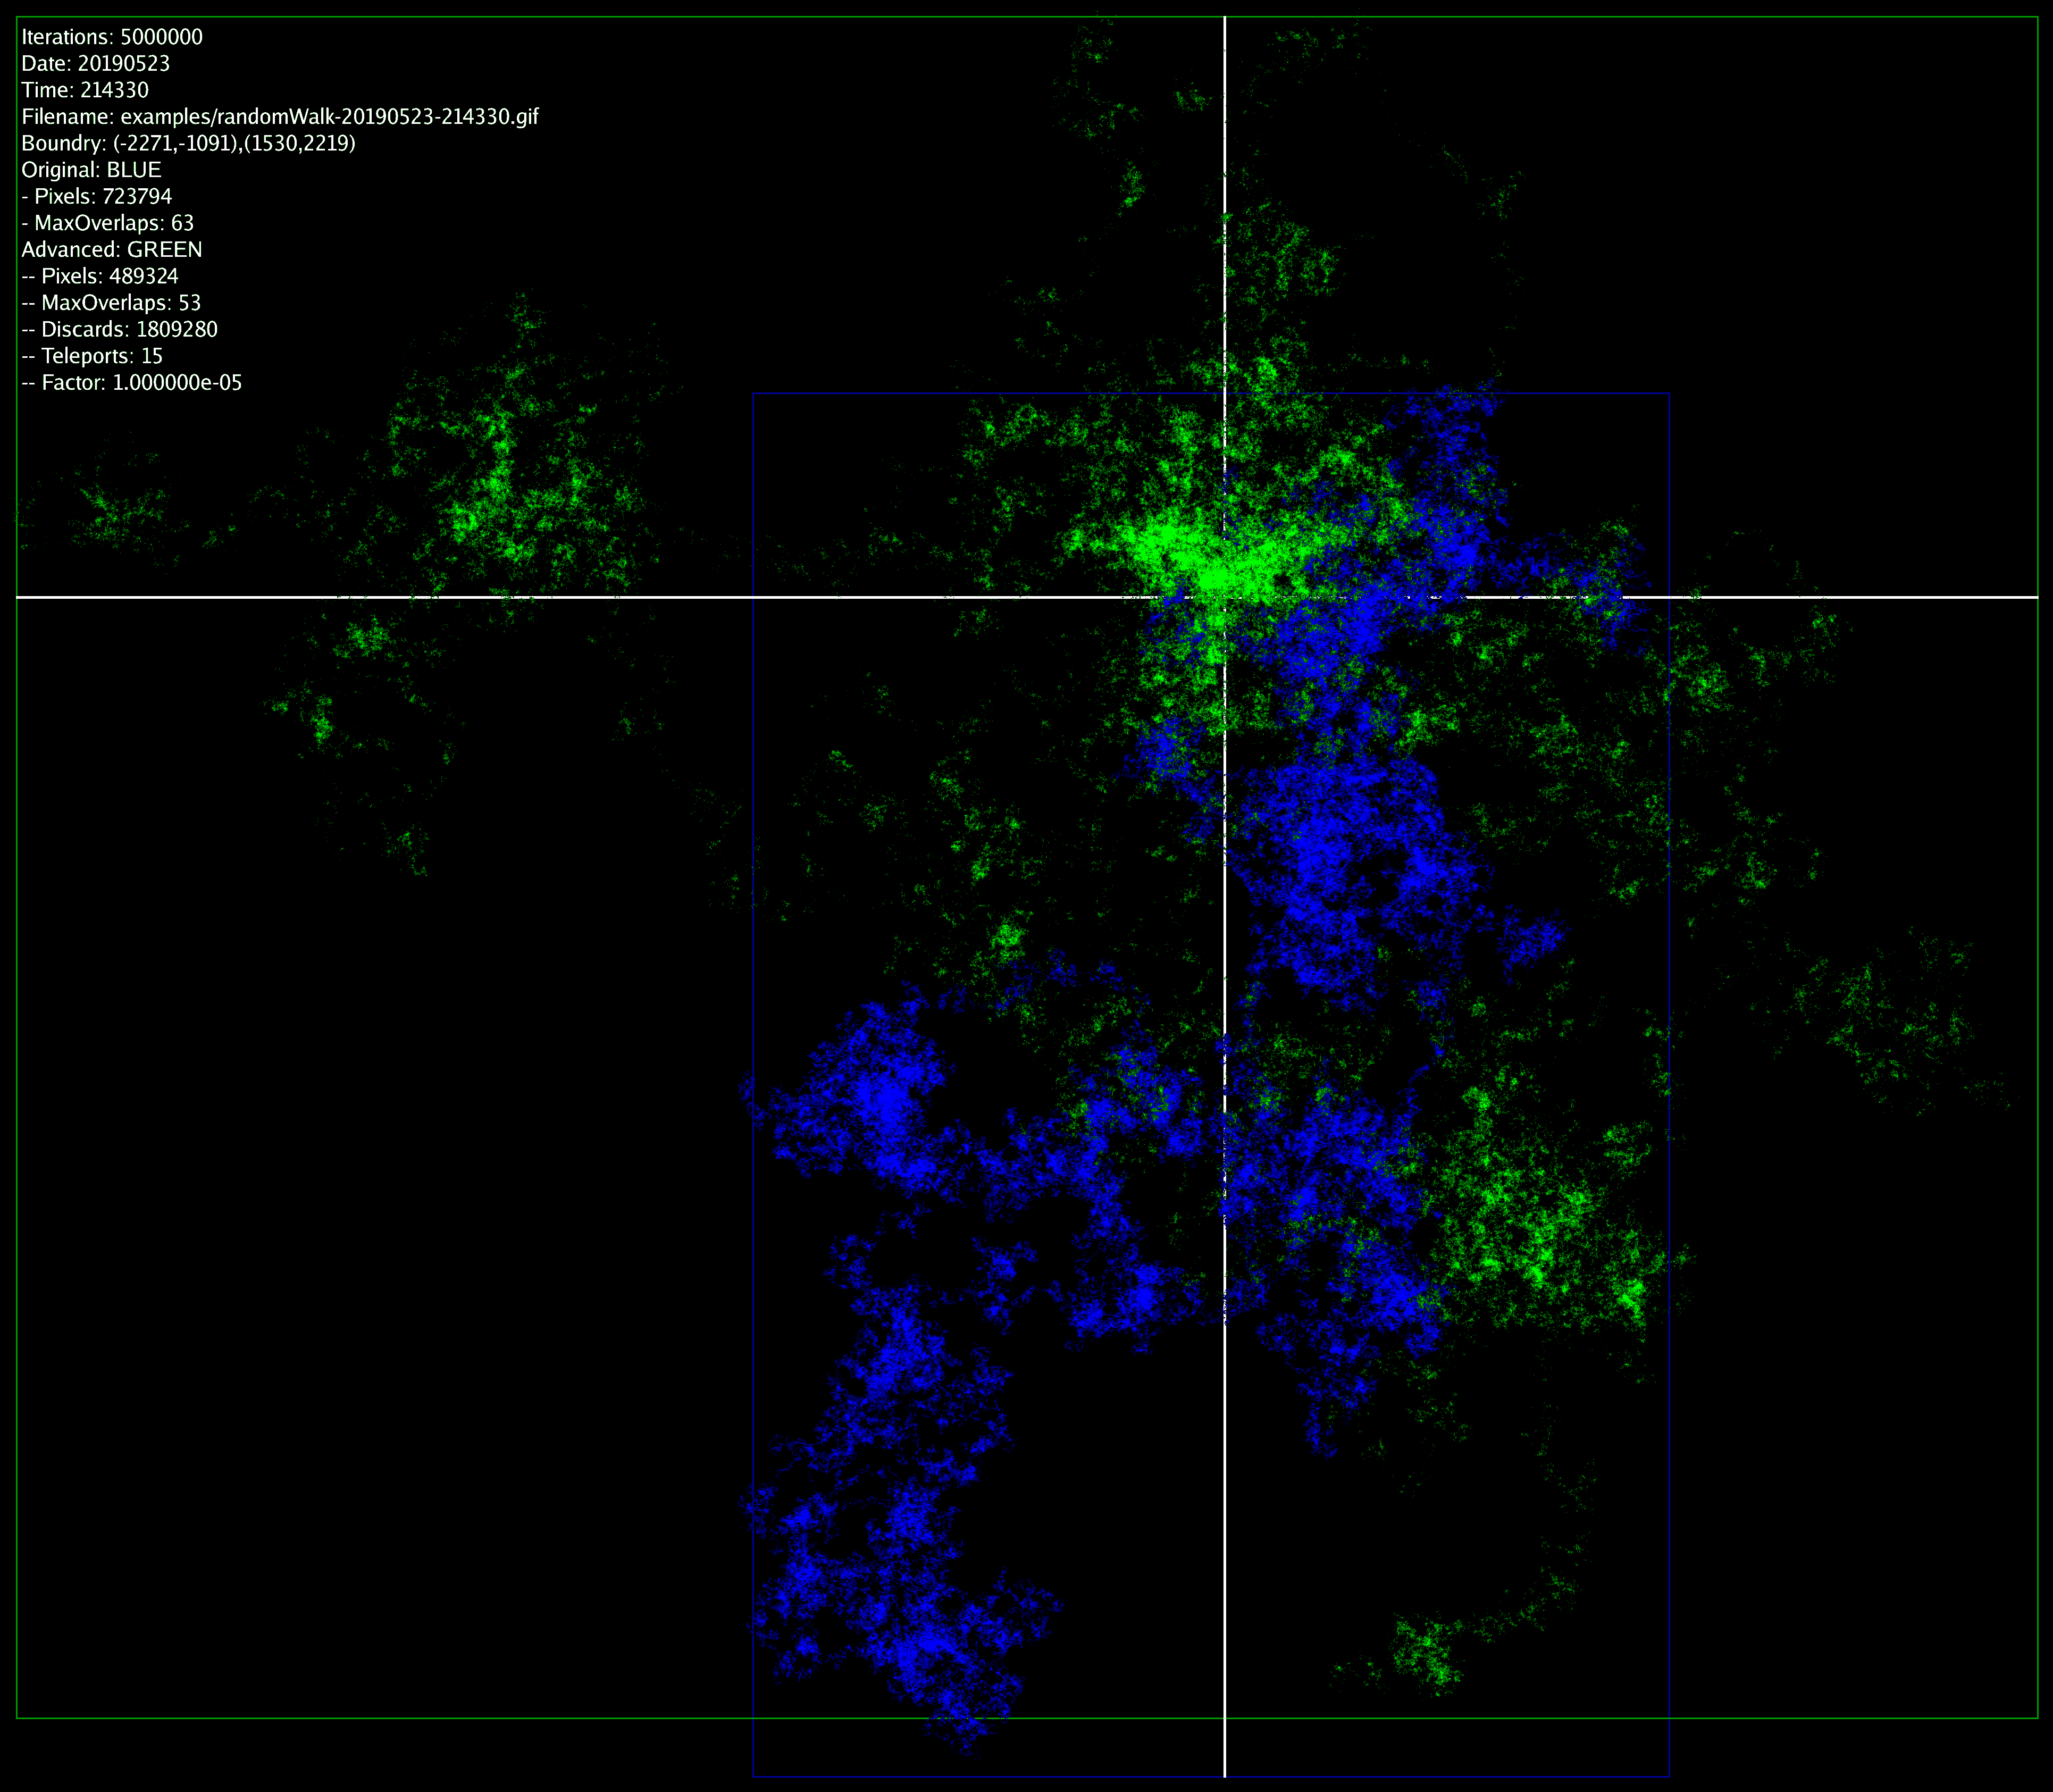 Iterations: 5000000
Date: 20190523
Time: 214330
Filename: examples/randomWalk-20190523-214330.gif
Boundry: (-2271,-1091),(1530,2219)
Original: BLUE
- Pixels: 723794
- MaxOverlaps: 63
Advanced: GREEN
-- Pixels: 489324
-- MaxOverlaps: 53
-- Discards: 1809280
-- Teleports: 15
-- Factor: 1.000000e-05